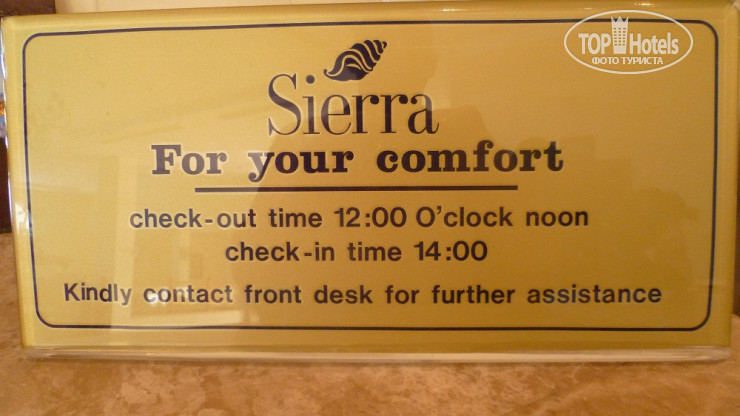 TOP Hotels
ФОТО ТУРИСТА
Sierra
For your comfort
check-out time 12:00 O'clock noon
check-in time 14:00
Kindly contact front desk for further assistance